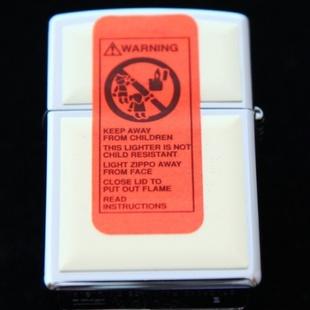 WARNING
KEEP AWAY
FROM CHILDREN
THIS LIGHTER IS NOT
CHILD RESISTANT
LIGHT ZIPPO AWAY
FROM FACE
CLOSE LID TO
PUT OUT FLAME
READ
INSTRUCTIONS